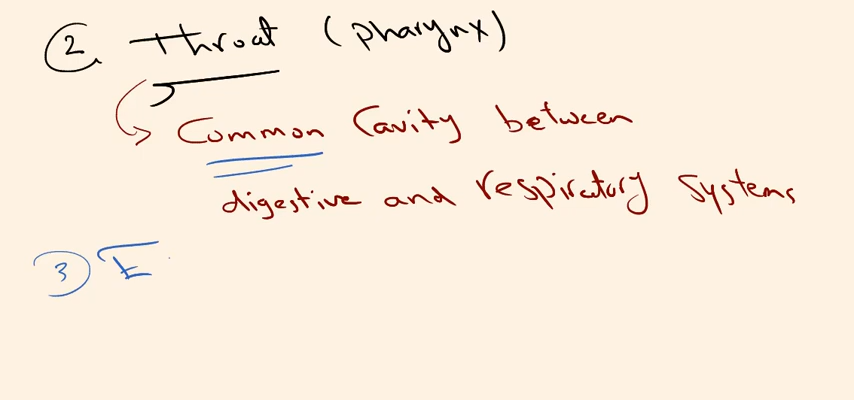 2 Throat (pharynx)
Common Cavity between
digestive and respiratory systems
3 E